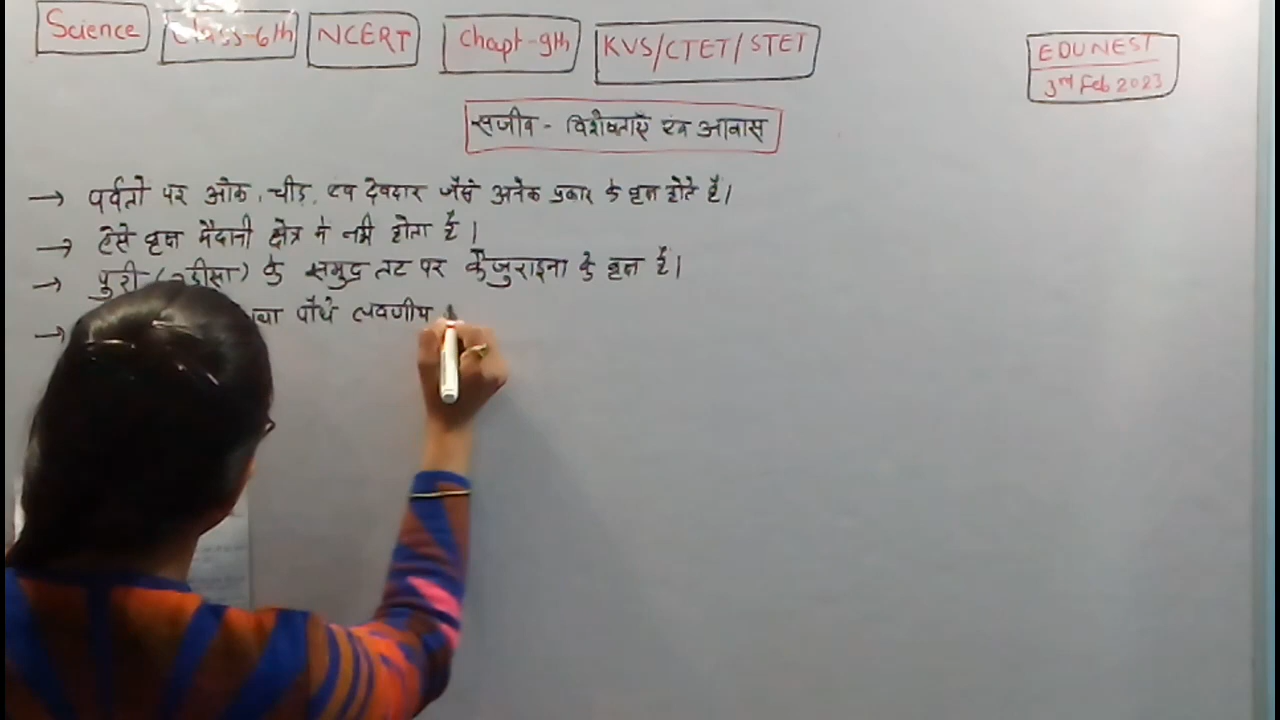 Science Class-6th NCERT Chapt-9th KVS/CTET/STET
EDUNEST
3rd Feb 2023
सजीव - विशेषताएँ एवं आवास
→ पर्वतों पर ओक, चीड़, एवं देवदार जैसे अनेक प्रकार के वृक्ष होते हैं।
→ ऐसे वृक्ष मैदानी क्षेत्र में नही होता है।
→ पुरी (उड़ीसा) के समुद्र तट पर कैजुराइना के वृक्ष हैं।
→ पौधे लवणीय